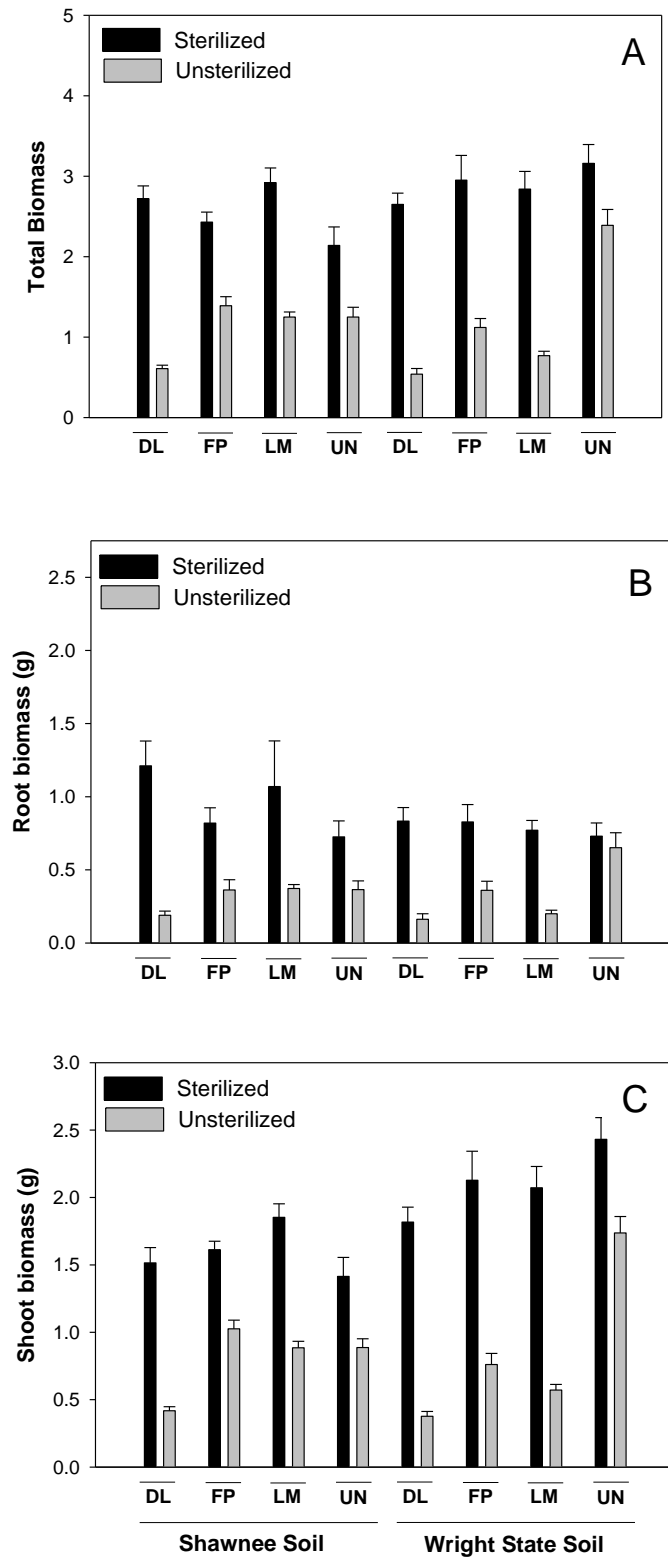 5
4
3
2
1
0
Total Biomass
Sterilized
Unsterilized
A
DL FP LM UN DL FP LM UN
2.5
2.0
1.5
1.0
0.5
0.0
Root biomass (g)
Sterilized
Unsterilized
B
DL FP LM UN DL FP LM UN
3.0
2.5
2.0
1.5
1.0
0.5
0.0
Shoot biomass (g)
Sterilized
Unsterilized
C
DL FP LM UN DL FP LM UN
Shawnee Soil Wright State Soil